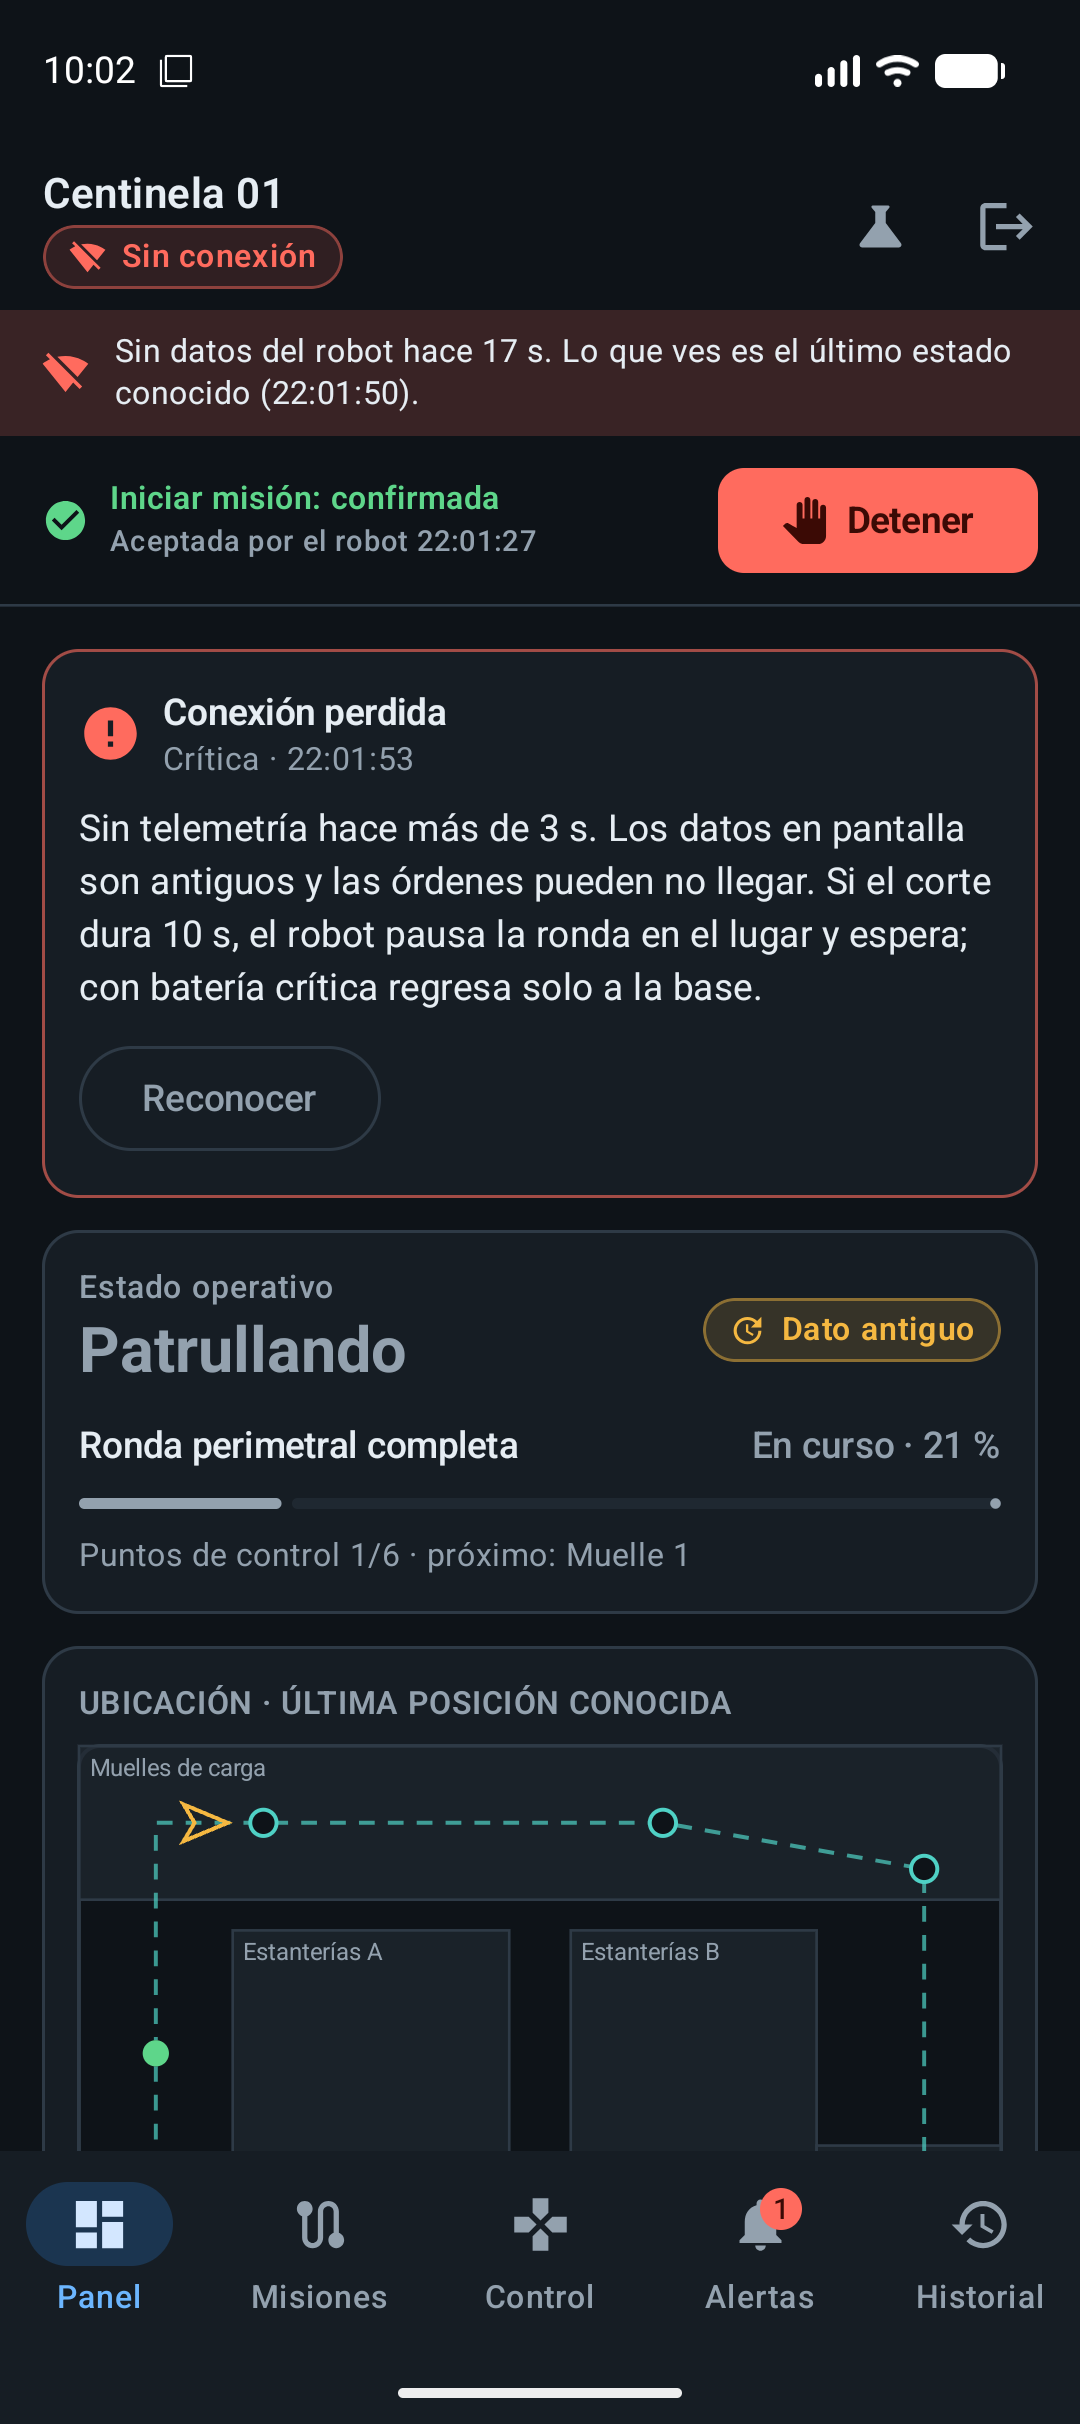 10:02
Centinela 01
Sin conexión
Sin datos del robot hace 17 s. Lo que ves es el último estado
conocido (22:01:50).
Iniciar misión: confirmada
Aceptada por el robot 22:01:27
Detener
Conexión perdida
Crítica · 22:01:53
Sin telemetría hace más de 3 s. Los datos en pantalla
son antiguos y las órdenes pueden no llegar. Si el corte
dura 10 s, el robot pausa la ronda en el lugar y espera;
con batería crítica regresa solo a la base.
Reconocer
Estado operativo
Patrullando
Dato antiguo
Ronda perimetral completa
En curso · 21 %
Puntos de control 1/6 · próximo: Muelle 1
UBICACIÓN · ÚLTIMA POSICIÓN CONOCIDA
Muelles de carga
Estanterías A
Estanterías B
1
Panel
Misiones
Control
Alertas
Historial